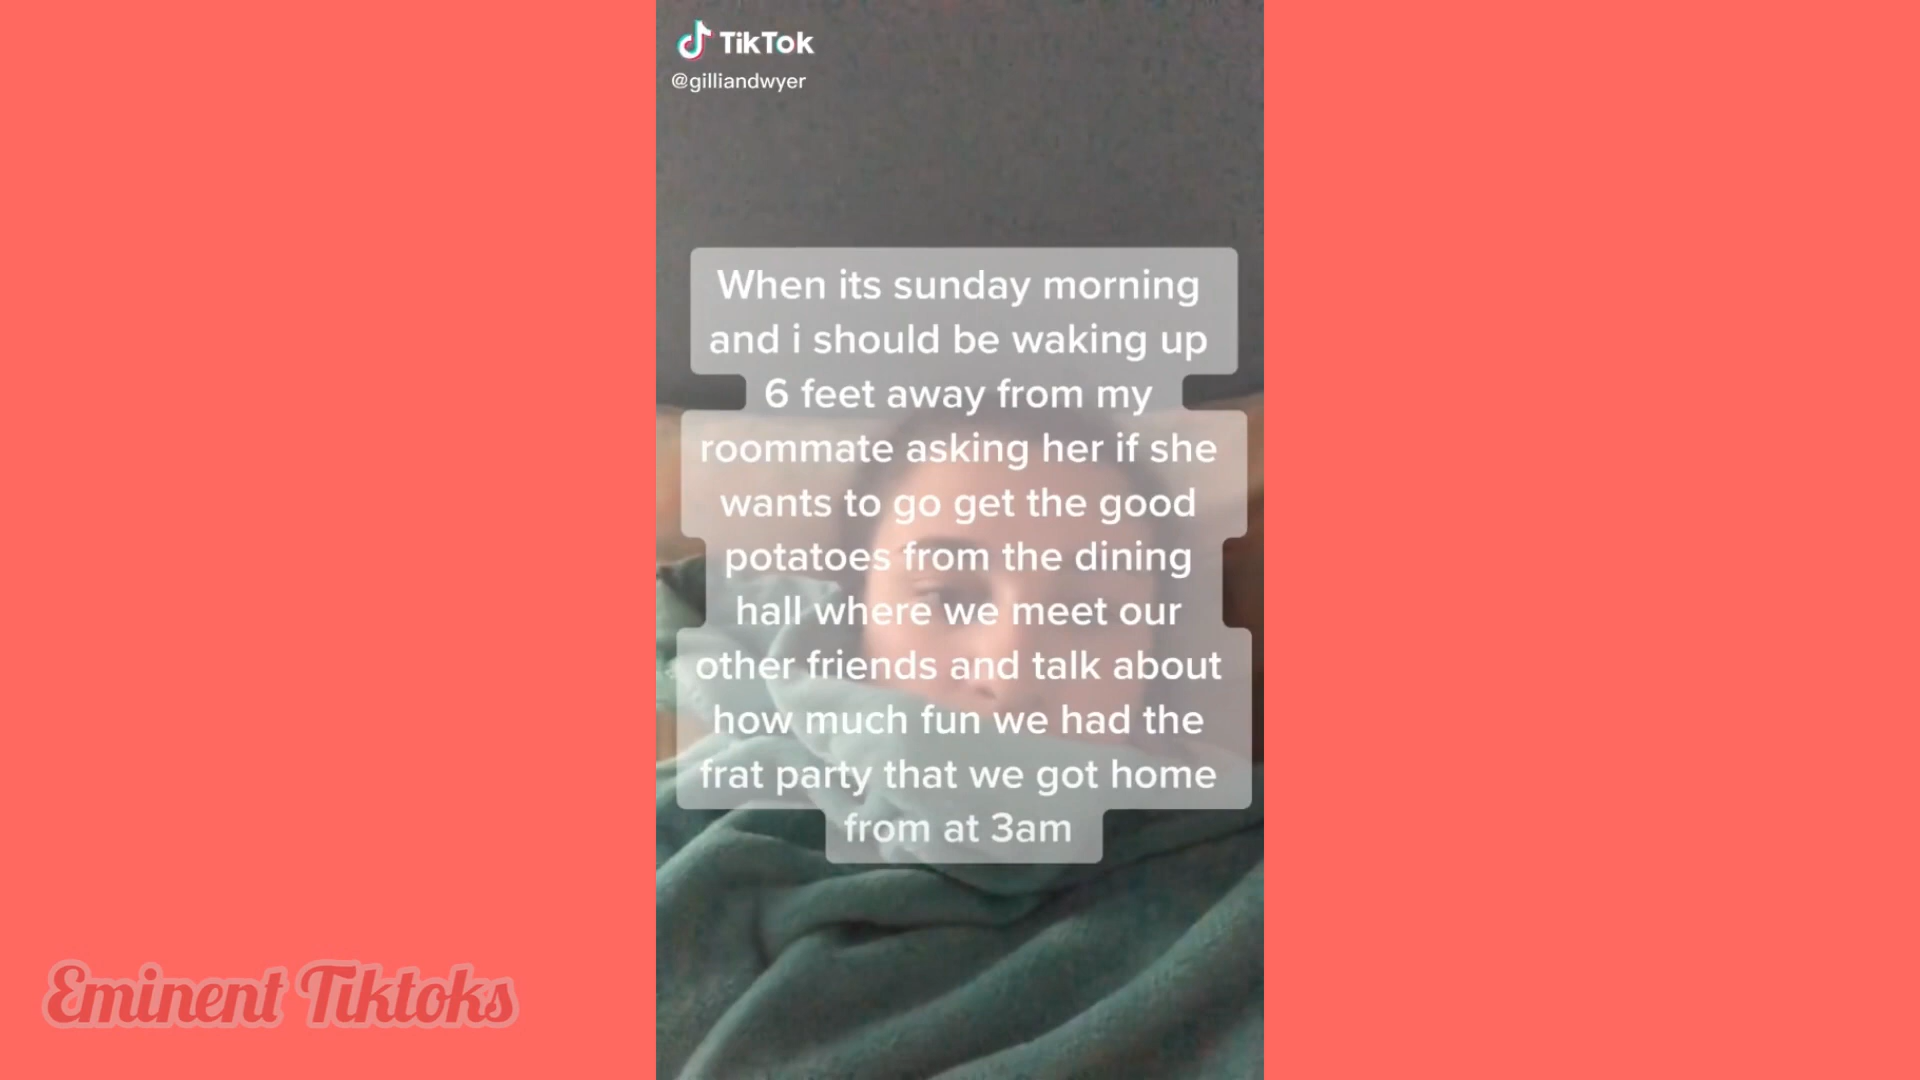 TikTok
@gilliandwyer
When its sunday morning
and i should be waking up
6 feet away from my
roommate asking her if she
wants to go get the good
potatoes from the dining
hall where we meet our
other friends and talk about
how much fun we had the
frat party that we got home
from at 3am
Eminent Tiktoks